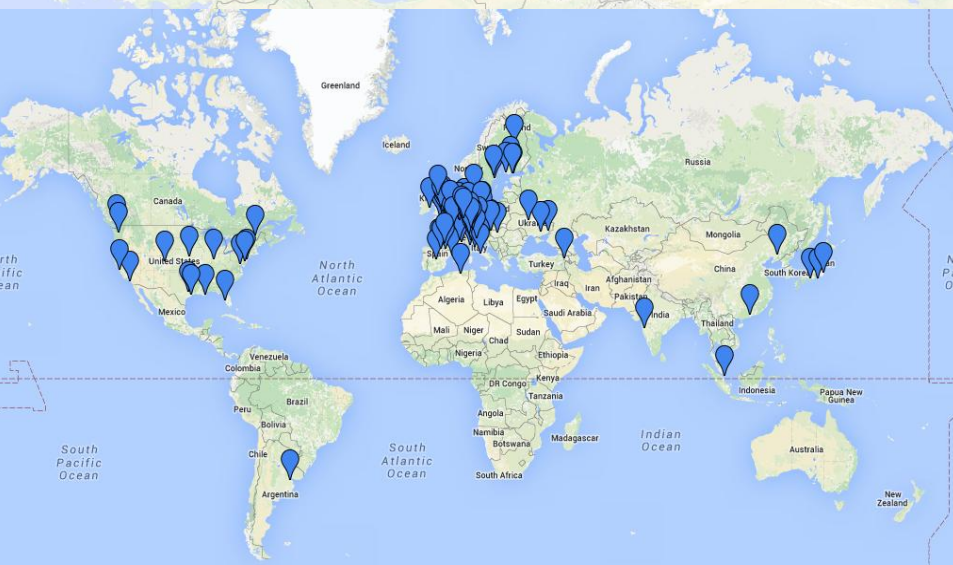 Greenland
Iceland
Russia
Canada
Kazakhstan
Mongolia
United States
North
Atlantic
Ocean
Turkey
China
South Korea
Iraq
Iran
Afghanistan
Pakistan
Algeria
Libya
Egypt
Saudi Arabia
India
Mexico
Mali
Niger
Chad
Sudan
Thailand
Nigeria
Ethiopia
Venezuela
Colombia
DR Congo
Kenya
Tanzania
Indonesia
Papua New
Guinea
Peru
Brazil
Angola
Bolivia
Namibia
Botswana
Madagascar
South
Pacific
Ocean
Chile
South
Atlantic
Ocean
Indian
Ocean
Australia
South Africa
Argentina
New
Zealand